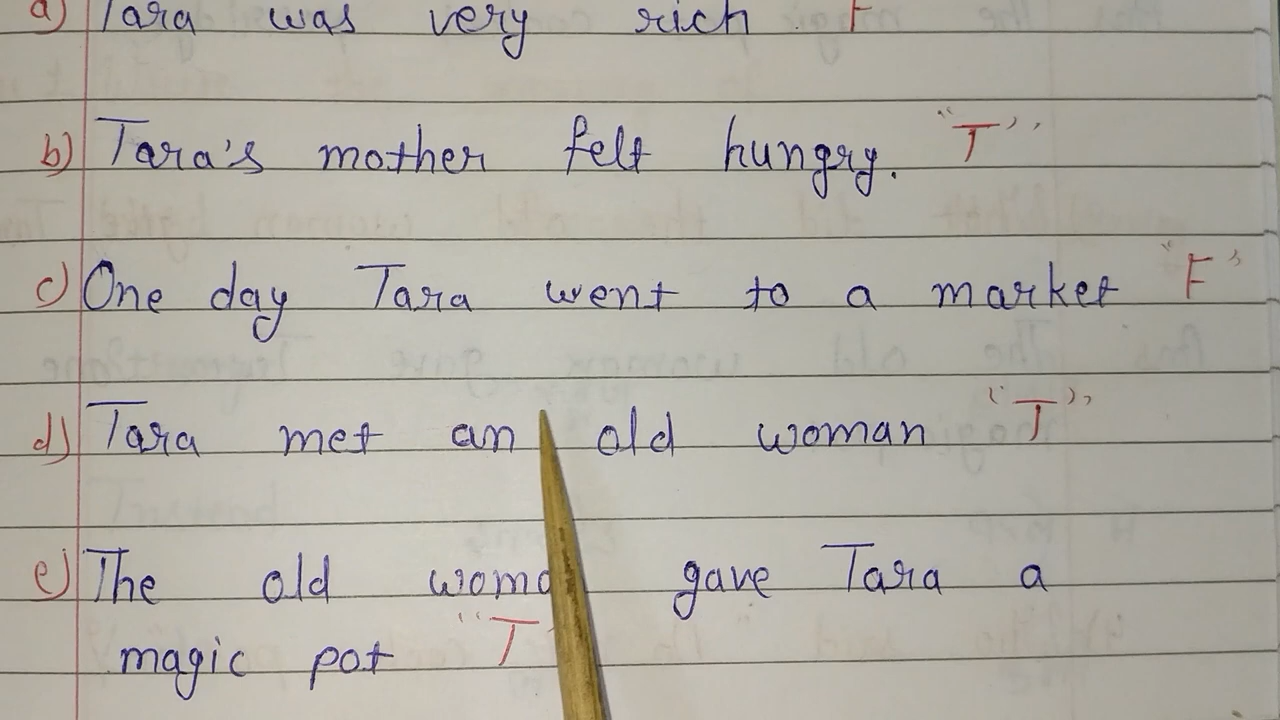 a) Tara was very rich F
b) Tara's mother felt hungry. "T"
c) One day Tara went to a market "F"
d) Tara met an old woman "T"
e) The old gave Tara a
magic pot "T